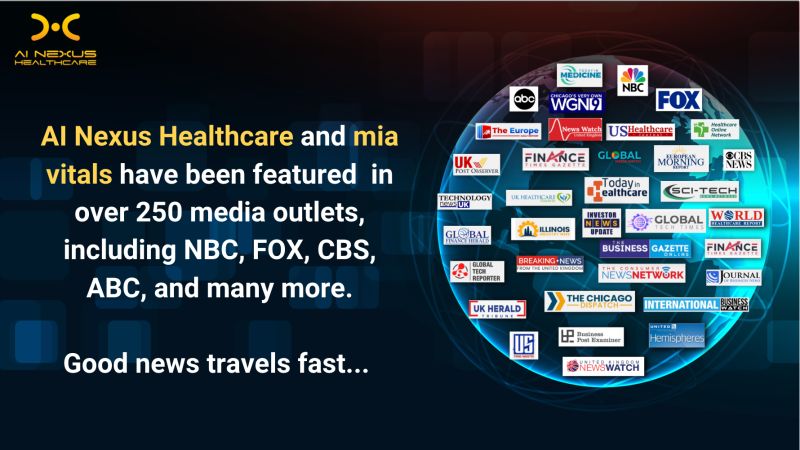 AI NEXUS
HEALTHCARE
AI Nexus Healthcare and mia
vitals have been featured in
over 250 media outlets,
including NBC, FOX, CBS,
ABC, and many more.
Good news travels fast...
MEDICINE
NBC
abc
CHICAGO'S VERY OWN
WGN9
FOX
The Europe
News Watch
United Kingdom
US Healthcare
Healthcare
Online
Network
UK
POST OBSERVER
FINANCE
TIMES GAZETTE
GLOBAL
EUROPEAN
MORNING
REPORT
CBS
NEWS
TECHNOLOGY
NEWS UK
UK HEALTHCARE
Today in
Healthcare
SCI-TECH
GLOBAL
FINANCE HERALD
ILLINOIS
INVESTOR
NEWS
UPDATE
GLOBAL
TECH TIMES
WORLD
HEALTHCARE REPORT
THE
BUSINESS GAZETTE
ONLINE
FINANCE
TIMES GAZETTE
GLOBAL
TECH
REPORTER
BREAKING NEWS
FROM THE UNITED KINGDOM
THE CONSUMER
NEWS NETWORK
JOURNAL
UK HERALD
TRIBUNE
THE CHICAGO
DISPATCH
INTERNATIONAL BUSINESS
WATCH
US
Business
Post Examiner
UNITED
Hemispheres
UNITED KINGDOM
NEWSWATCH